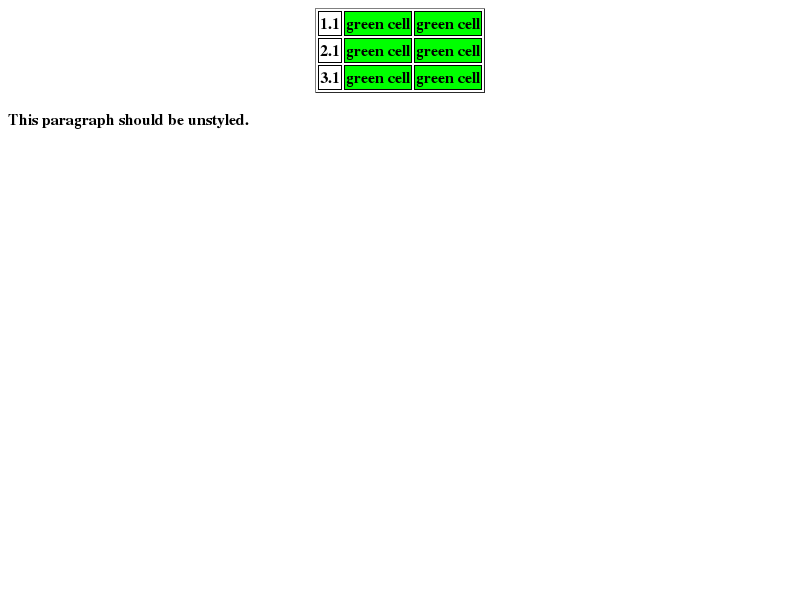 1.1 green cell green cell
2.1 green cell green cell
3.1 green cell green cell
This paragraph should be unstyled.